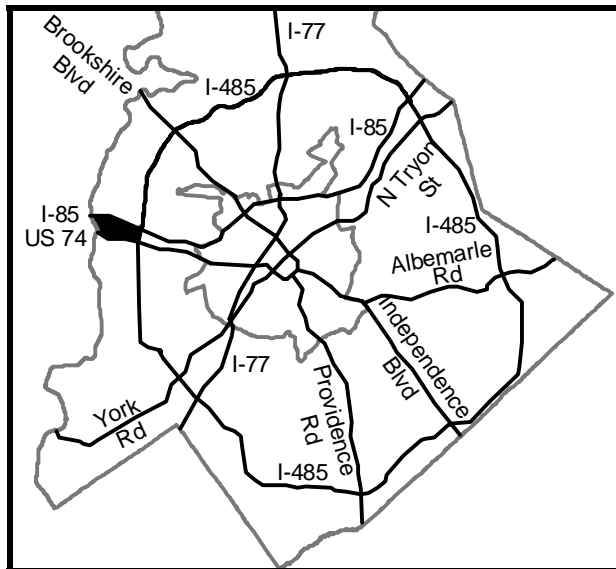 I-77
Brookshire
Blvd
I-485
I-85
N Tryon
St
I-85
US 74
I-485
Albemarle
Rd
Independence
Blvd
I-77
Providence
Rd
York
Rd
I-485